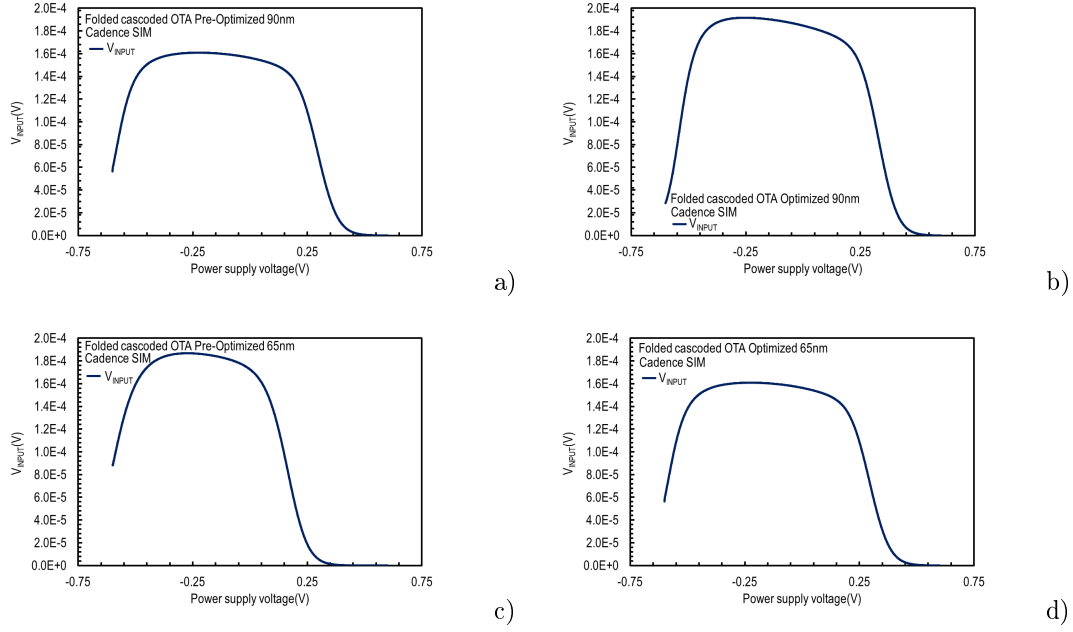 2.0E-4
1.8E-4
1.6E-4
1.4E-4
1.2E-4
1.0E-4
8.0E-5
6.0E-5
4.0E-5
2.0E-5
0.0E+0
V_INPUT(V)
Folded cascoded OTA Pre-Optimized 90nm
Cadence SIM
V_INPUT
-0.75 -0.25 0.25 0.75
Power supply voltage(V)
a)
2.0E-4
1.8E-4
1.6E-4
1.4E-4
1.2E-4
1.0E-4
8.0E-5
6.0E-5
4.0E-5
2.0E-5
0.0E+0
V_INPUT(V)
Folded cascoded OTA Optimized 90nm
Cadence SIM
V_INPUT
-0.75 -0.25 0.25 0.75
Power supply voltage(V)
b)
2.0E-4
1.8E-4
1.6E-4
1.4E-4
1.2E-4
1.0E-4
8.0E-5
6.0E-5
4.0E-5
2.0E-5
0.0E+0
V_INPUT(V)
Folded cascoded OTA Pre-Optimized 65nm
Cadence SIM
V_INPUT
-0.75 -0.25 0.25 0.75
Power supply voltage(V)
c)
2.0E-4
1.8E-4
1.6E-4
1.4E-4
1.2E-4
1.0E-4
8.0E-5
6.0E-5
4.0E-5
2.0E-5
0.0E+0
V_INPUT(V)
Folded cascoded OTA Optimized 65nm
Cadence SIM
V_INPUT
-0.75 -0.25 0.25 0.75
Power supply voltage(V)
d)